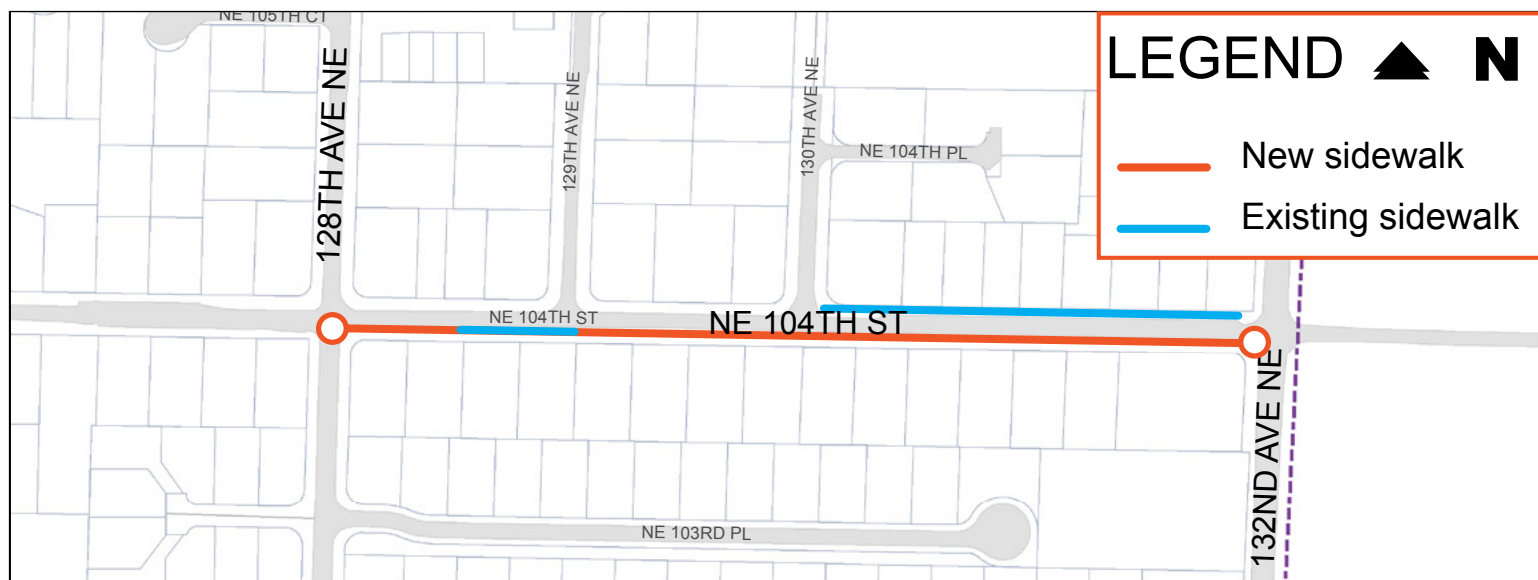 NE 105TH CT
LEGEND N
New sidewalk
Existing sidewalk
128TH AVE NE
129TH AVE NE
130TH AVE NE
NE 104TH PL
NE 104TH ST
NE 104TH ST
132ND AVE NE
NE 103RD PL